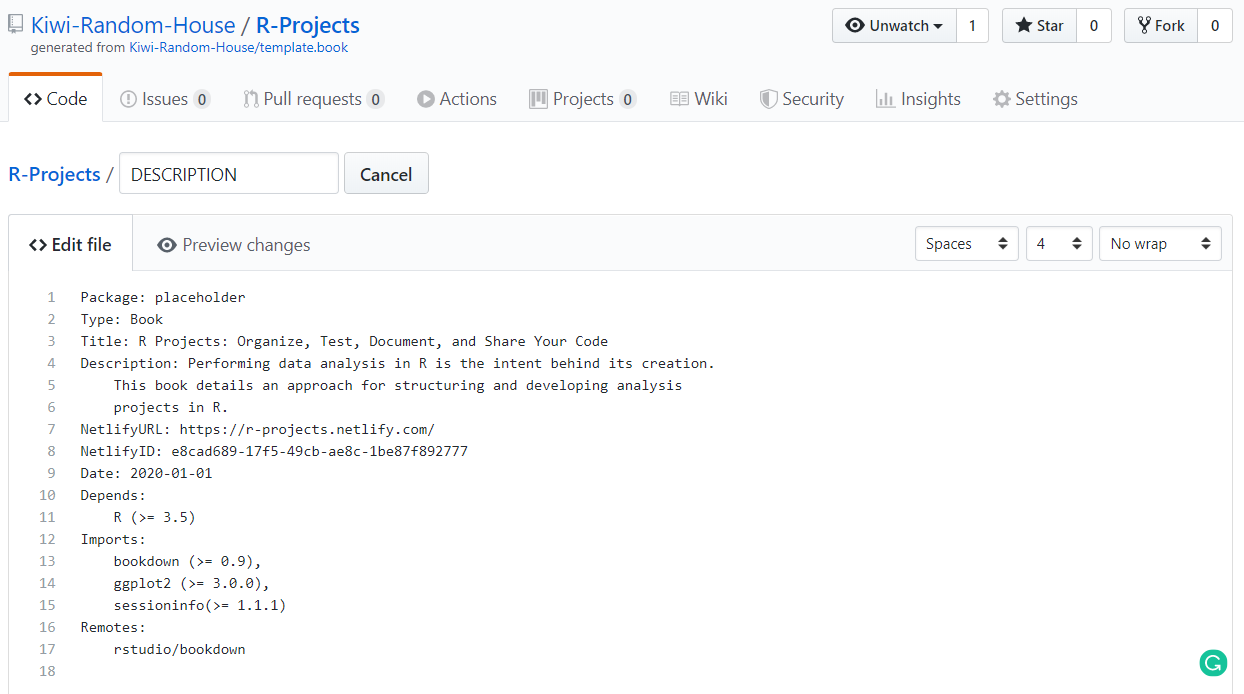 Kiwi-Random-House / R-Projects
Unwatch 1 Star 0 Fork 0
generated from Kiwi-Random-House/template.book
Code Issues 0 Pull requests 0 Actions Projects 0 Wiki Security Insights Settings
R-Projects / DESCRIPTION Cancel
Edit file Preview changes Spaces 4 No wrap
1 Package: placeholder
2 Type: Book
3 Title: R Projects: Organize, Test, Document, and Share Your Code
4 Description: Performing data analysis in R is the intent behind its creation.
5     This book details an approach for structuring and developing analysis
6     projects in R.
7 NetlifyURL: https://r-projects.netlify.com/
8 NetlifyID: e8cad689-17f5-49cb-ae8c-1be87f892777
9 Date: 2020-01-01
10 Depends:
11     R (>= 3.5)
12 Imports:
13     bookdown (>= 0.9),
14     ggplot2 (>= 3.0.0),
15     sessioninfo(>= 1.1.1)
16 Remotes:
17     rstudio/bookdown
18